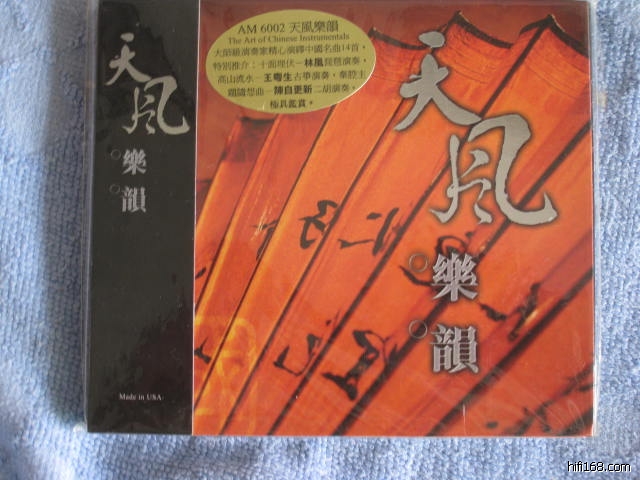 AM 6002 天風樂韻
The Art of Chinese Instrumentals
大師級演奏家精心演繹中國名曲14首，
特別推介：十面埋伏－林風琵琶演奏，
高山流水－王粵生古箏演奏，秦腔主
題隨想曲－陳自更新二胡演奏，
極具鑑賞。
天风
樂
韻
天风
樂
韻
Made in USA
hifi168.com